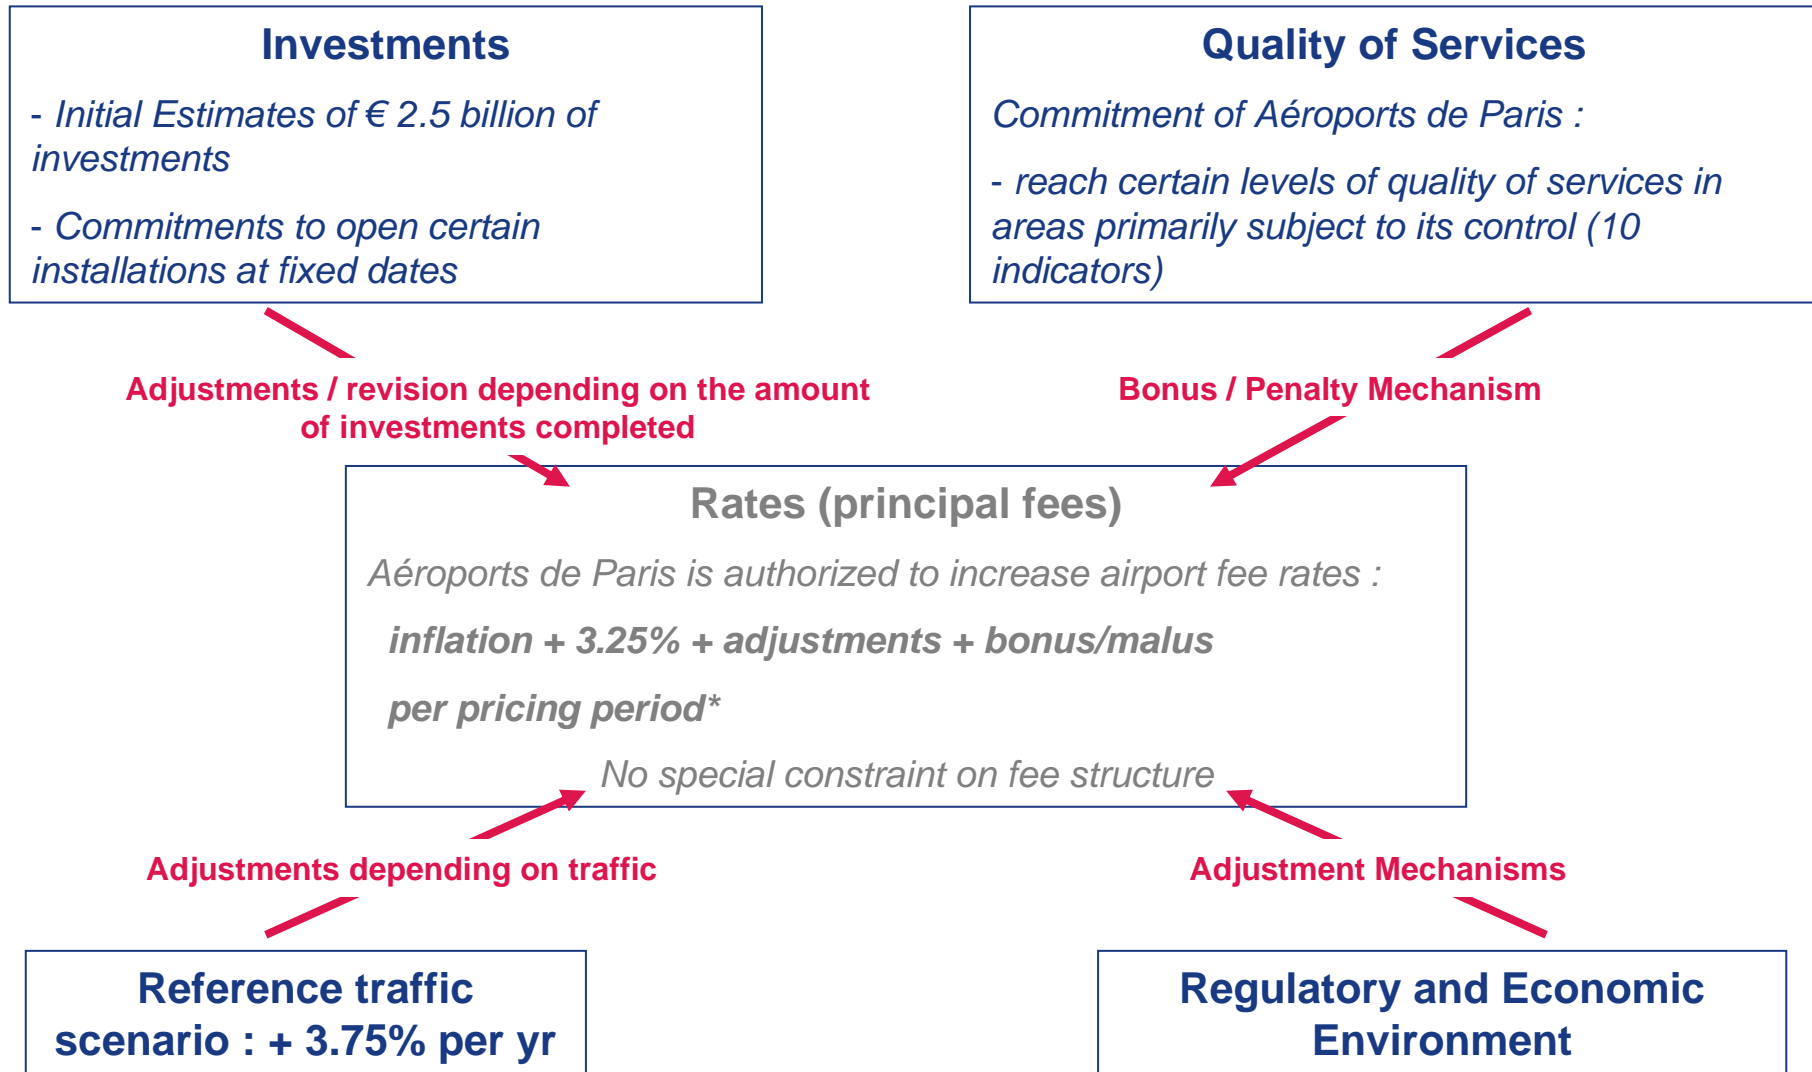 Investments
- Initial Estimates of € 2.5 billion of
investments
- Commitments to open certain
installations at fixed dates
Quality of Services
Commitment of Aéroports de Paris :
- reach certain levels of quality of services in
areas primarily subject to its control (10
indicators)
Adjustments / revision depending on the amount
of investments completed
Bonus / Penalty Mechanism
Rates (principal fees)
Aéroports de Paris is authorized to increase airport fee rates :
inflation + 3.25% + adjustments + bonus/malus
per pricing period*
No special constraint on fee structure
Adjustments depending on traffic
Adjustment Mechanisms
Reference traffic
scenario : + 3.75% per yr
Regulatory and Economic
Environment